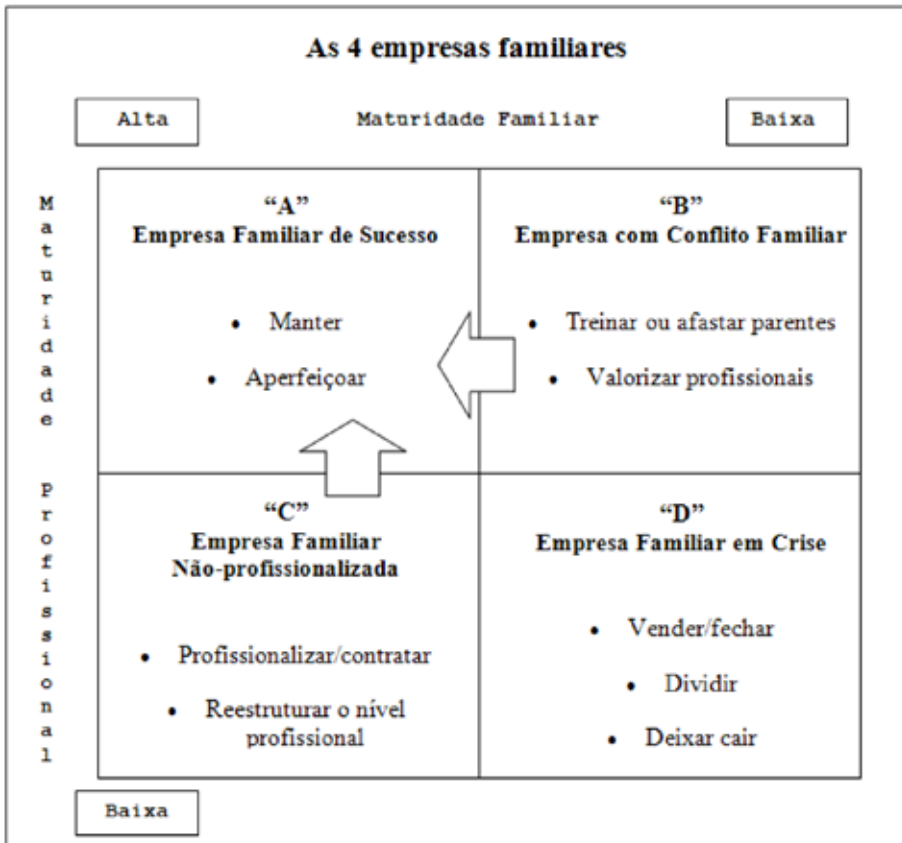 As 4 empresas familiares
Alta
Maturidade Familiar
Baixa
Maturidade Profissional
“A”
Empresa Familiar de Sucesso
• Manter
• Aperfeiçoar
“B”
Empresa com Conflito Familiar
• Treinar ou afastar parentes
• Valorizar profissionais
“C”
Empresa Familiar
Não-profissionalizada
• Profissionalizar/contratar
• Reestruturar o nível
profissional
“D”
Empresa Familiar em Crise
• Vender/fechar
• Dividir
• Deixar cair
Baixa